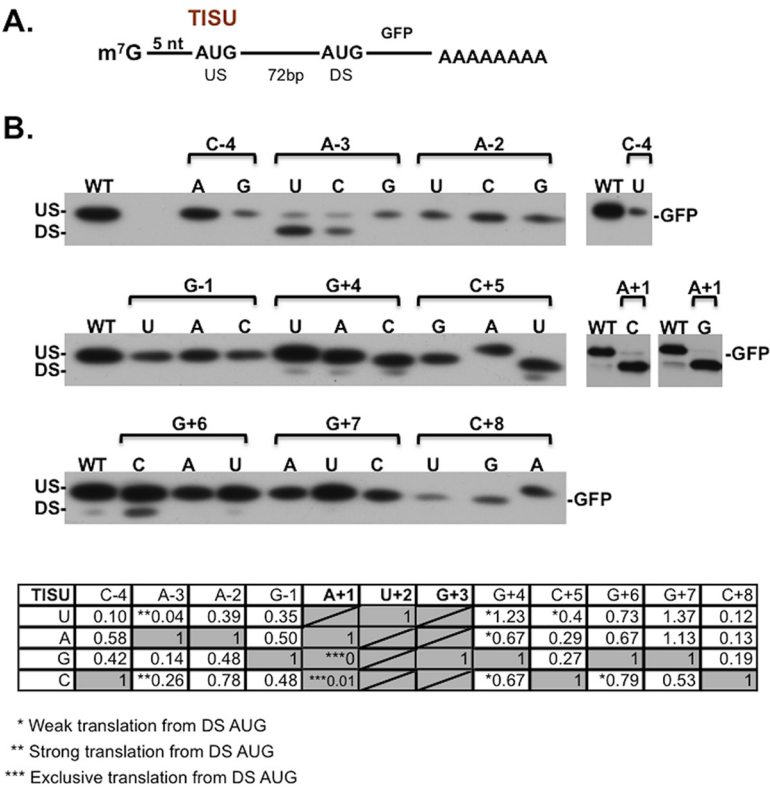 A.
TISU
m7G 5 nt AUG AUG GFP AAAAAAAA
US 72bp DS
B.
C-4 A-3 A-2 C-4
WT A G U C G U C G WT U
US-
DS-
-GFP
G-1 G+4 C+5 A+1 A+1
WT U A C U A C G A U WT C WT G
US-
DS-
-GFP
G+6 G+7 C+8
WT C A U A U C U G A
US-
DS-
-GFP
TISU C-4 A-3 A-2 G-1 A+1 U+2 G+3 G+4 C+5 G+6 G+7 C+8
U 0.10 **0.04 0.39 0.35 1 *1.23 *0.4 0.73 1.37 0.12
A 0.58 1 1 0.50 1 *0.67 0.29 0.67 1.13 0.13
G 0.42 0.14 0.48 1 ***0 1 1 0.27 1 1 0.19
C 1 **0.26 0.78 0.48 ***0.01 *0.67 1 *0.79 0.53 1
* Weak translation from DS AUG
** Strong translation from DS AUG
*** Exclusive translation from DS AUG